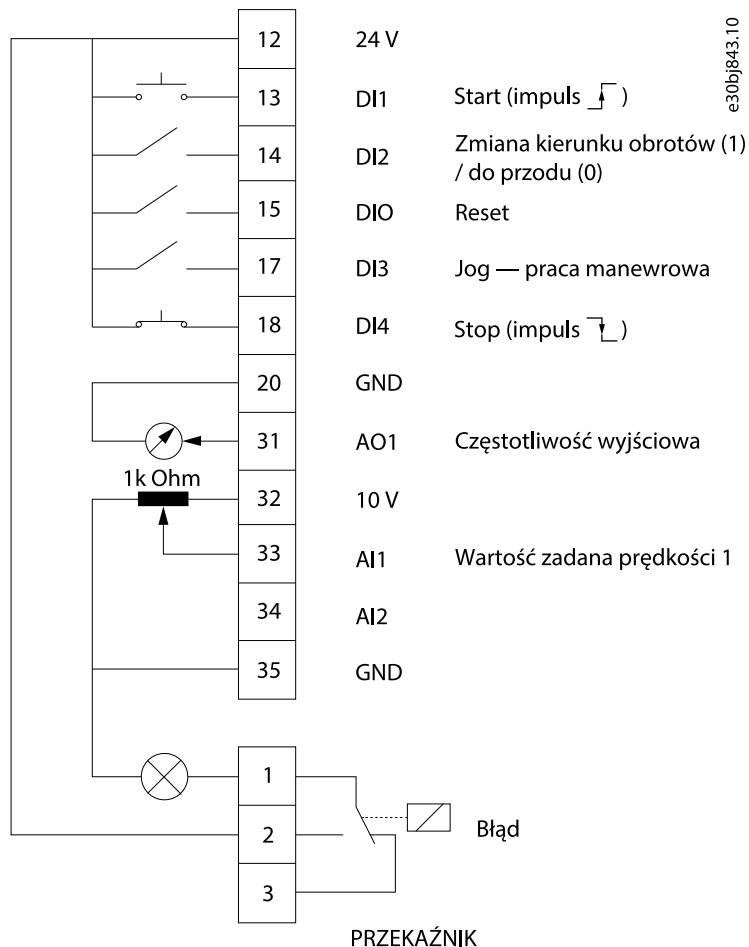 e30bj843.10
12 24 V
13 DI1 Start (impuls )
14 DI2 Zmiana kierunku obrotów (1)
/ do przodu (0)
15 DIO Reset
17 DI3 Jog — praca manewrowa
18 DI4 Stop (impuls )
20 GND
31 AO1 Częstotliwość wyjściowa
1k Ohm
32 10 V
33 AI1 Wartość zadana prędkości 1
34 AI2
35 GND
1
2 Błąd
3
PRZEKAŹNIK